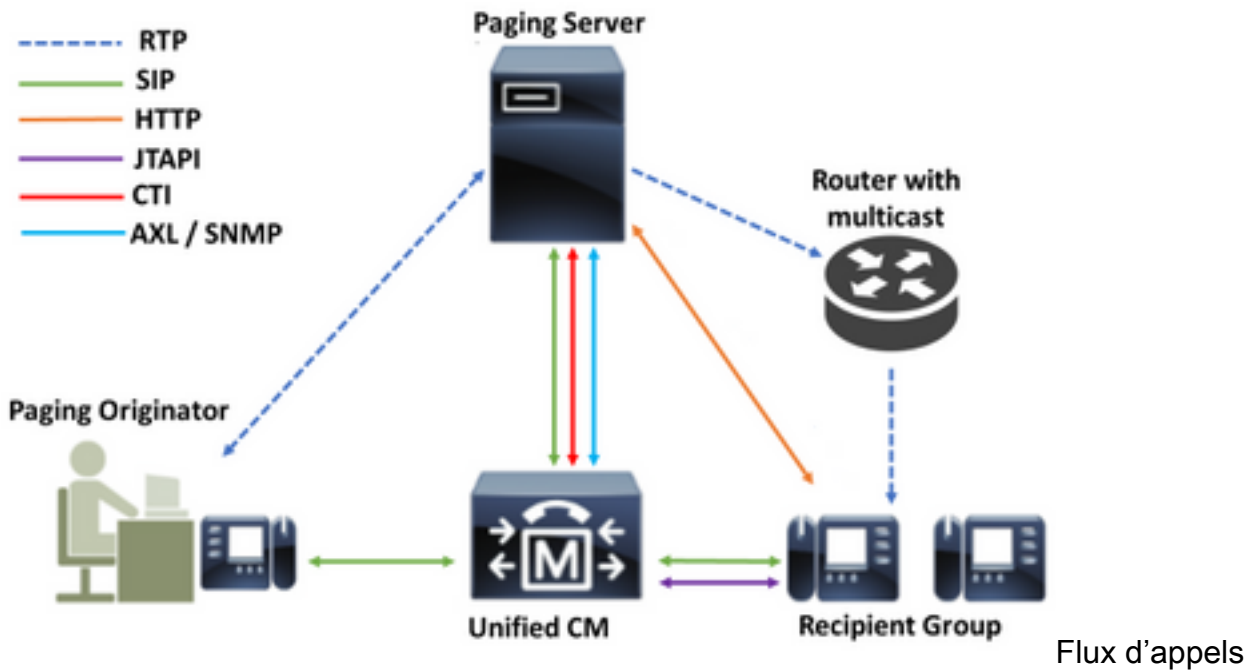 Paging Server
RTP
SIP
HTTP
JTAPI
CTI
AXL / SNMP
Router with
multicast
Paging Originator
M
Unified CM
Recipient Group
Flux d’appels